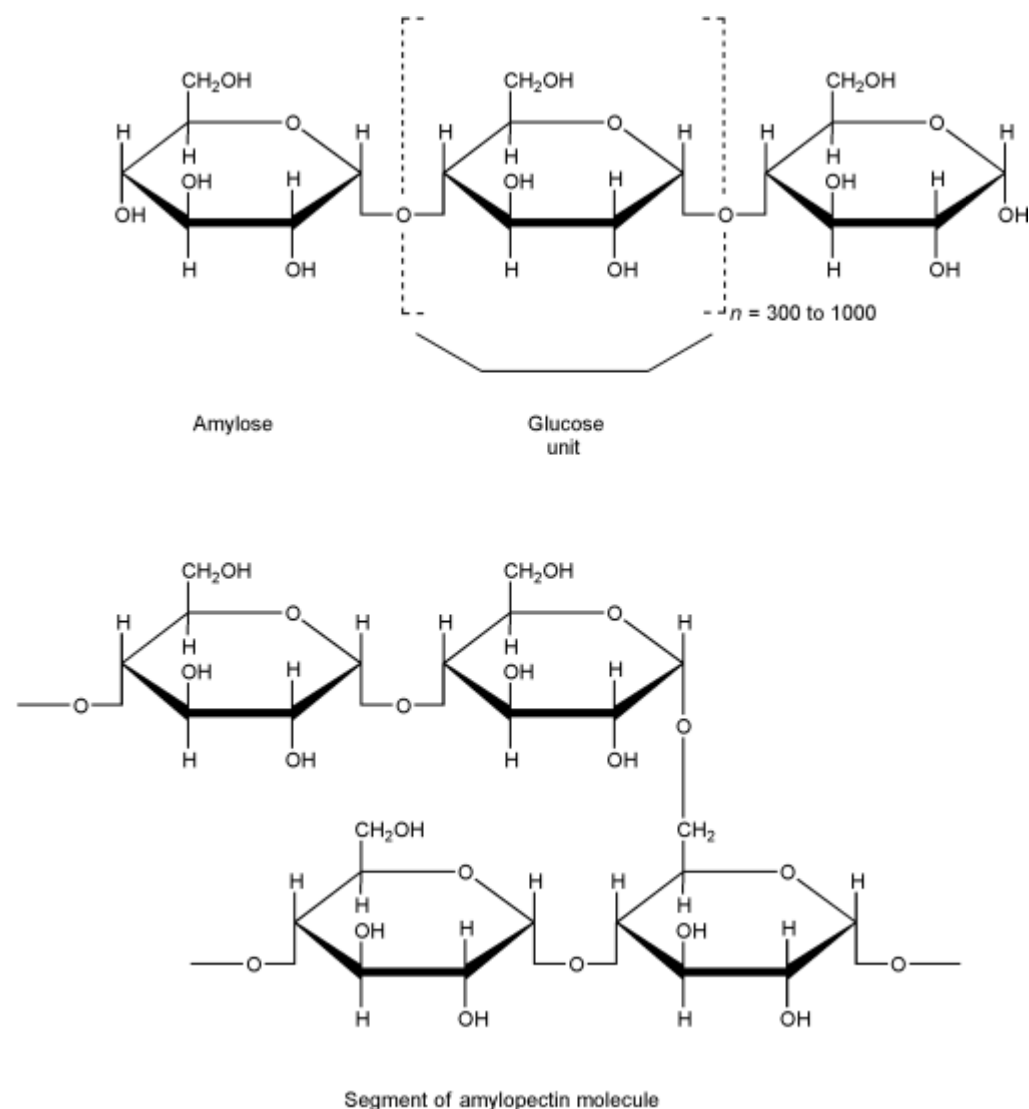 CH₂OH CH₂OH CH₂OH
H O H H O H H O
H H H
OH H OH H OH H
OH O O OH
H OH H OH H OH
n = 300 to 1000
Amylose Glucose
unit
CH₂OH CH₂OH
H O H H O H
H H
OH H OH H
O O O
H OH H OH
CH₂OH CH₂
H O H H O H
H H
OH H OH H
O O O
H OH H OH
Segment of amylopectin molecule